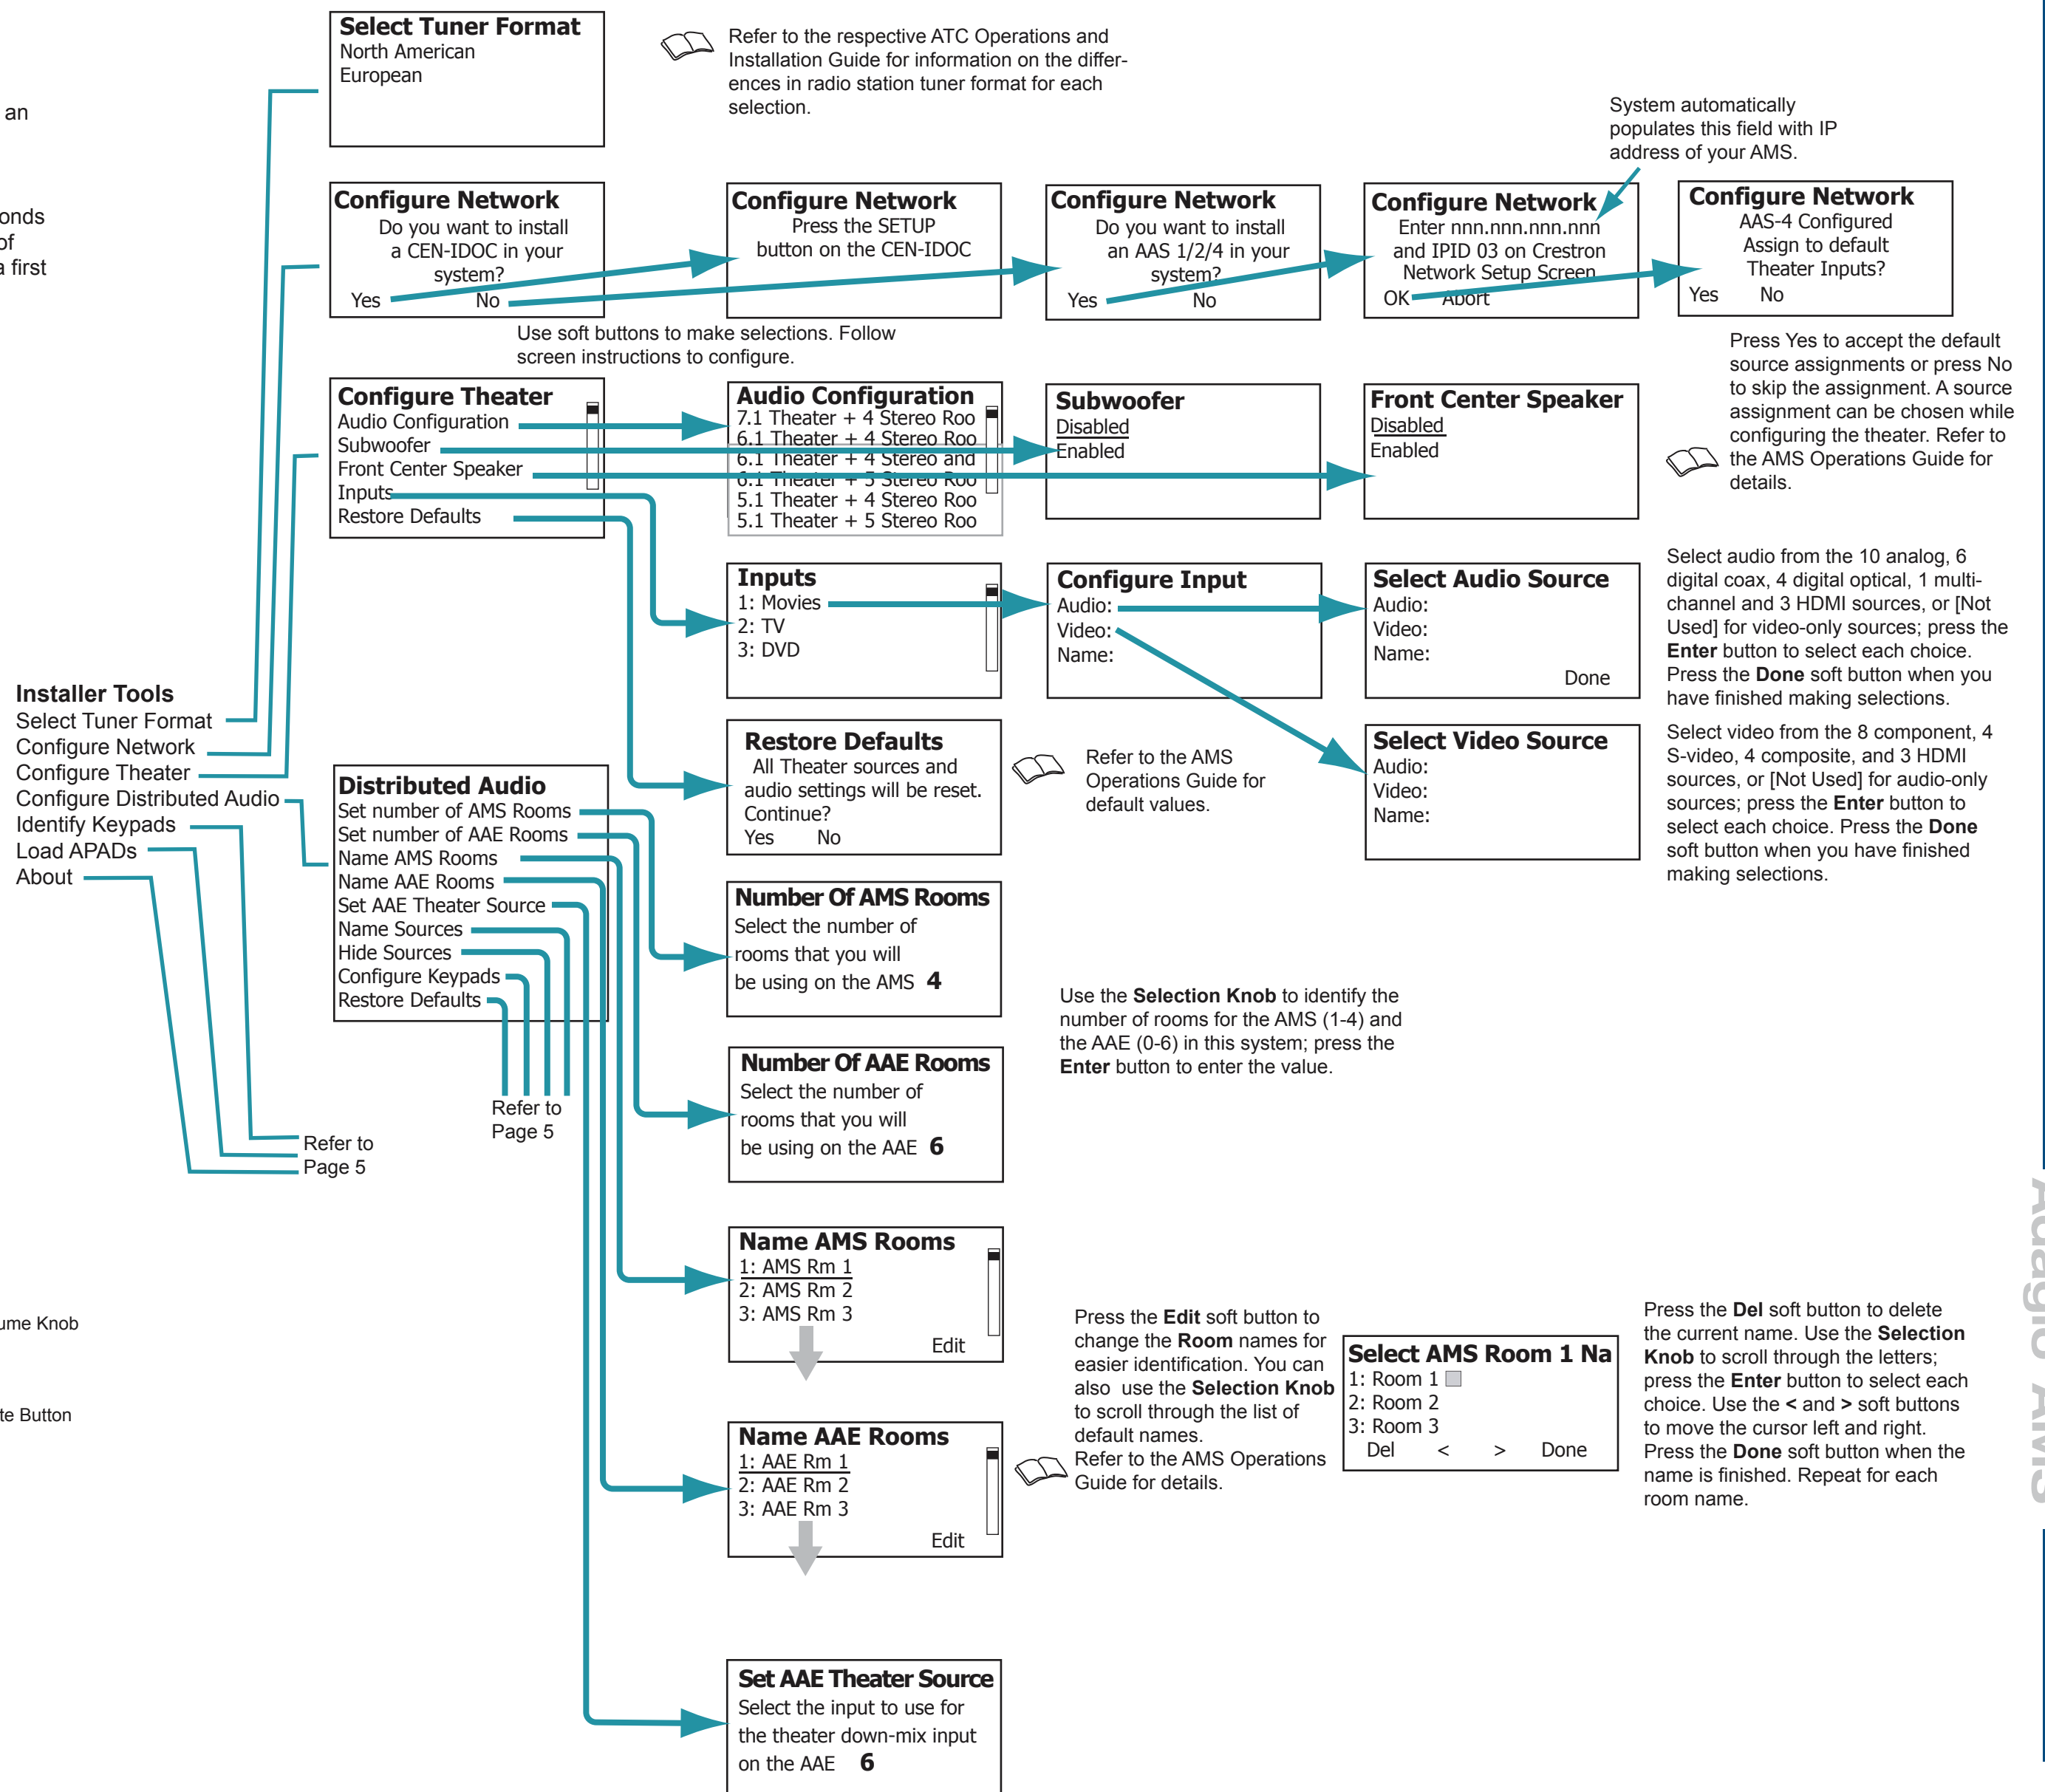 Select Tuner Format
North American
European
Refer to the respective ATC Operations and
Installation Guide for information on the differ-
ences in radio station tuner format for each
selection.
an
onds
of
a first
System automatically
populates this field with IP
address of your AMS.
Configure Network
Do you want to install
a CEN-IDOC in your
system?
Yes No
Configure Network
Press the SETUP
button on the CEN-IDOC
Configure Network
Do you want to install
an AAS 1/2/4 in your
system?
Yes No
Configure Network
Enter nnn.nnn.nnn.nnn
and IPID 03 on Crestron
Network Setup Screen
OK Abort
Configure Network
AAS-4 Configured
Assign to default
Theater Inputs?
Yes No
Use soft buttons to make selections. Follow
screen instructions to configure.
Press Yes to accept the default
source assignments or press No
to skip the assignment. A source
assignment can be chosen while
configuring the theater. Refer to
the AMS Operations Guide for
details.
Configure Theater
Audio Configuration
Subwoofer
Front Center Speaker
Inputs
Restore Defaults
Audio Configuration
7.1 Theater + 4 Stereo Roo
6.1 Theater + 4 Stereo Roo
6.1 Theater + 4 Stereo and
6.1 Theater + 5 Stereo Roo
5.1 Theater + 4 Stereo Roo
5.1 Theater + 5 Stereo Roo
Subwoofer
Disabled
Enabled
Front Center Speaker
Disabled
Enabled
Inputs
1: Movies
2: TV
3: DVD
Configure Input
Audio:
Video:
Name:
Select Audio Source
Audio:
Video:
Name:
Done
Select audio from the 10 analog, 6
digital coax, 4 digital optical, 1 multi-
channel and 3 HDMI sources, or [Not
Used] for video-only sources; press the
Enter button to select each choice.
Press the Done soft button when you
have finished making selections.
Installer Tools
Select Tuner Format
Configure Network
Configure Theater
Configure Distributed Audio
Identify Keypads
Load APADs
About
Refer to
Page 5
Restore Defaults
All Theater sources and
audio settings will be reset.
Continue?
Yes No
Refer to the AMS
Operations Guide for
default values.
Select Video Source
Audio:
Video:
Name:
Select video from the 8 component, 4
S-video, 4 composite, and 3 HDMI
sources, or [Not Used] for audio-only
sources; press the Enter button to
select each choice. Press the Done
soft button when you have finished
making selections.
Distributed Audio
Set number of AMS Rooms
Set number of AAE Rooms
Name AMS Rooms
Name AAE Rooms
Set AAE Theater Source
Name Sources
Hide Sources
Configure Keypads
Restore Defaults
Refer to
Page 5
Number Of AMS Rooms
Select the number of
rooms that you will
be using on the AMS 4
Use the Selection Knob to identify the
number of rooms for the AMS (1-4) and
the AAE (0-6) in this system; press the
Enter button to enter the value.
Number Of AAE Rooms
Select the number of
rooms that you will
be using on the AAE 6
Name AMS Rooms
1: AMS Rm 1
2: AMS Rm 2
3: AMS Rm 3
Edit
ume Knob
te Button
Press the Edit soft button to
change the Room names for
easier identification. You can
also use the Selection Knob
to scroll through the list of
default names.
Refer to the AMS Operations
Guide for details.
Select AMS Room 1 Na
1: Room 1
2: Room 2
3: Room 3
Del < > Done
Press the Del soft button to delete
the current name. Use the Selection
Knob to scroll through the letters;
press the Enter button to select each
choice. Use the < and > soft buttons
to move the cursor left and right.
Press the Done soft button when the
name is finished. Repeat for each
room name.
Name AAE Rooms
1: AAE Rm 1
2: AAE Rm 2
3: AAE Rm 3
Edit
Set AAE Theater Source
Select the input to use for
the theater down-mix input
on the AAE 6
Adagio AMS